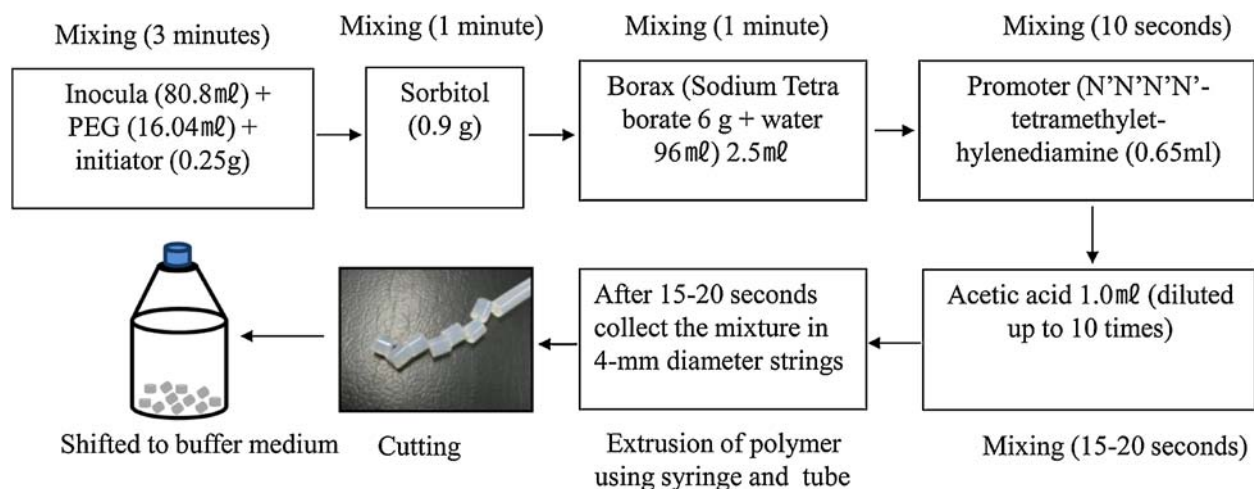 Mixing (3 minutes)
Inocula (80.8㎖) +
PEG (16.04㎖) +
initiator (0.25g)
Mixing (1 minute)
Sorbitol
(0.9 g)
Mixing (1 minute)
Borax (Sodium Tetra
borate 6 g + water
96㎖) 2.5㎖
Mixing (10 seconds)
Promoter (N’N’N’N’-
tetramethylet-
hylenediamine (0.65ml)
Acetic acid 1.0㎖ (diluted
up to 10 times)
Mixing (15-20 seconds)
After 15-20 seconds
collect the mixture in
4-mm diameter strings
Extrusion of polymer
using syringe and tube
Cutting
Shifted to buffer medium